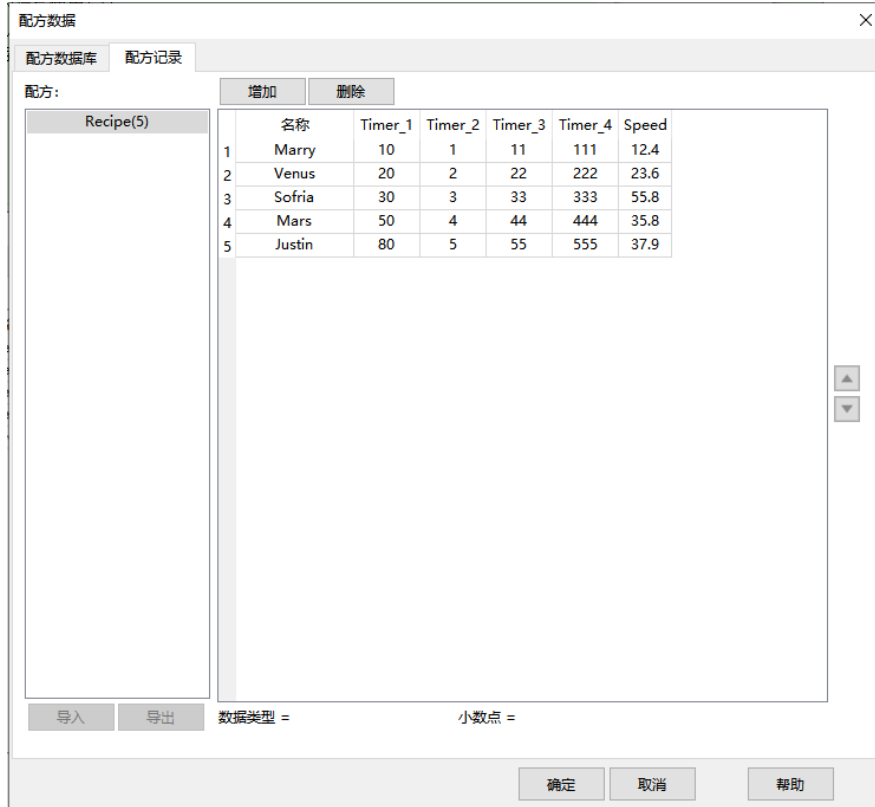 配方数据
配方数据库 配方记录
配方: 增加 删除
Recipe(5)
名称 Timer_1 Timer_2 Timer_3 Timer_4 Speed
1 Marry 10 1 11 111 12.4
2 Venus 20 2 22 222 23.6
3 Sofria 30 3 33 333 55.8
4 Mars 50 4 44 444 35.8
5 Justin 80 5 55 555 37.9
导入 导出 数据类型 = 小数点 =
确定 取消 帮助